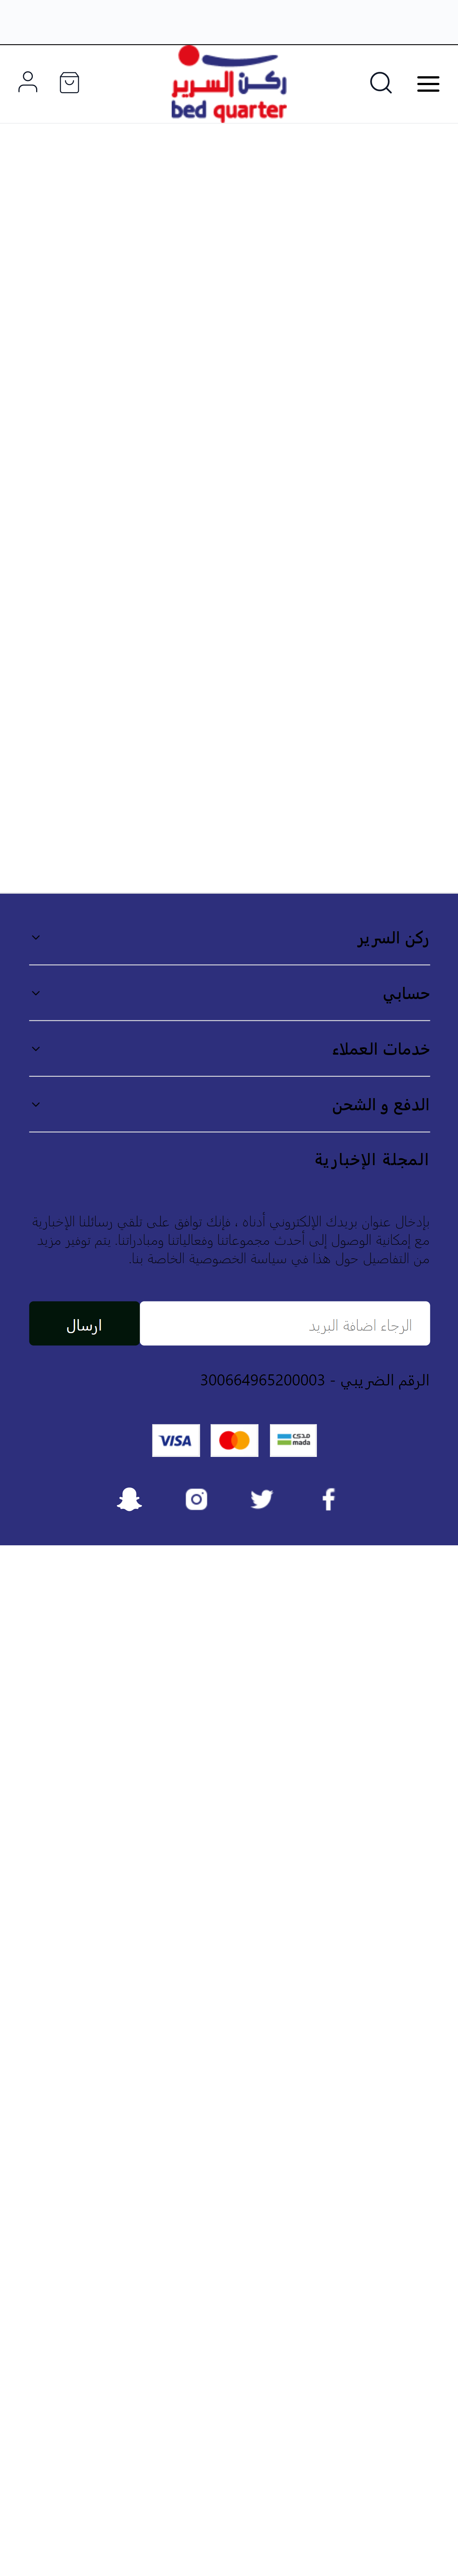 ركن السرير
bed quarter
ركن السرير
حسابي
خدمات العملاء
الدفع و الشحن
المجلة الإخبارية
بإدخال عنوان بريدك الإلكتروني أدناه ، فإنك توافق على تلقي رسائلنا الإخبارية
مع إمكانية الوصول إلى أحدث مجموعاتنا وفعالياتنا ومبادراتنا. يتم توفير مزيد
من التفاصيل حول هذا في سياسة الخصوصية الخاصة بنا.
الرجاء اضافة البريد
ارسال
الرقم الضريبي - 300664965200003
VISA
مدى
mada